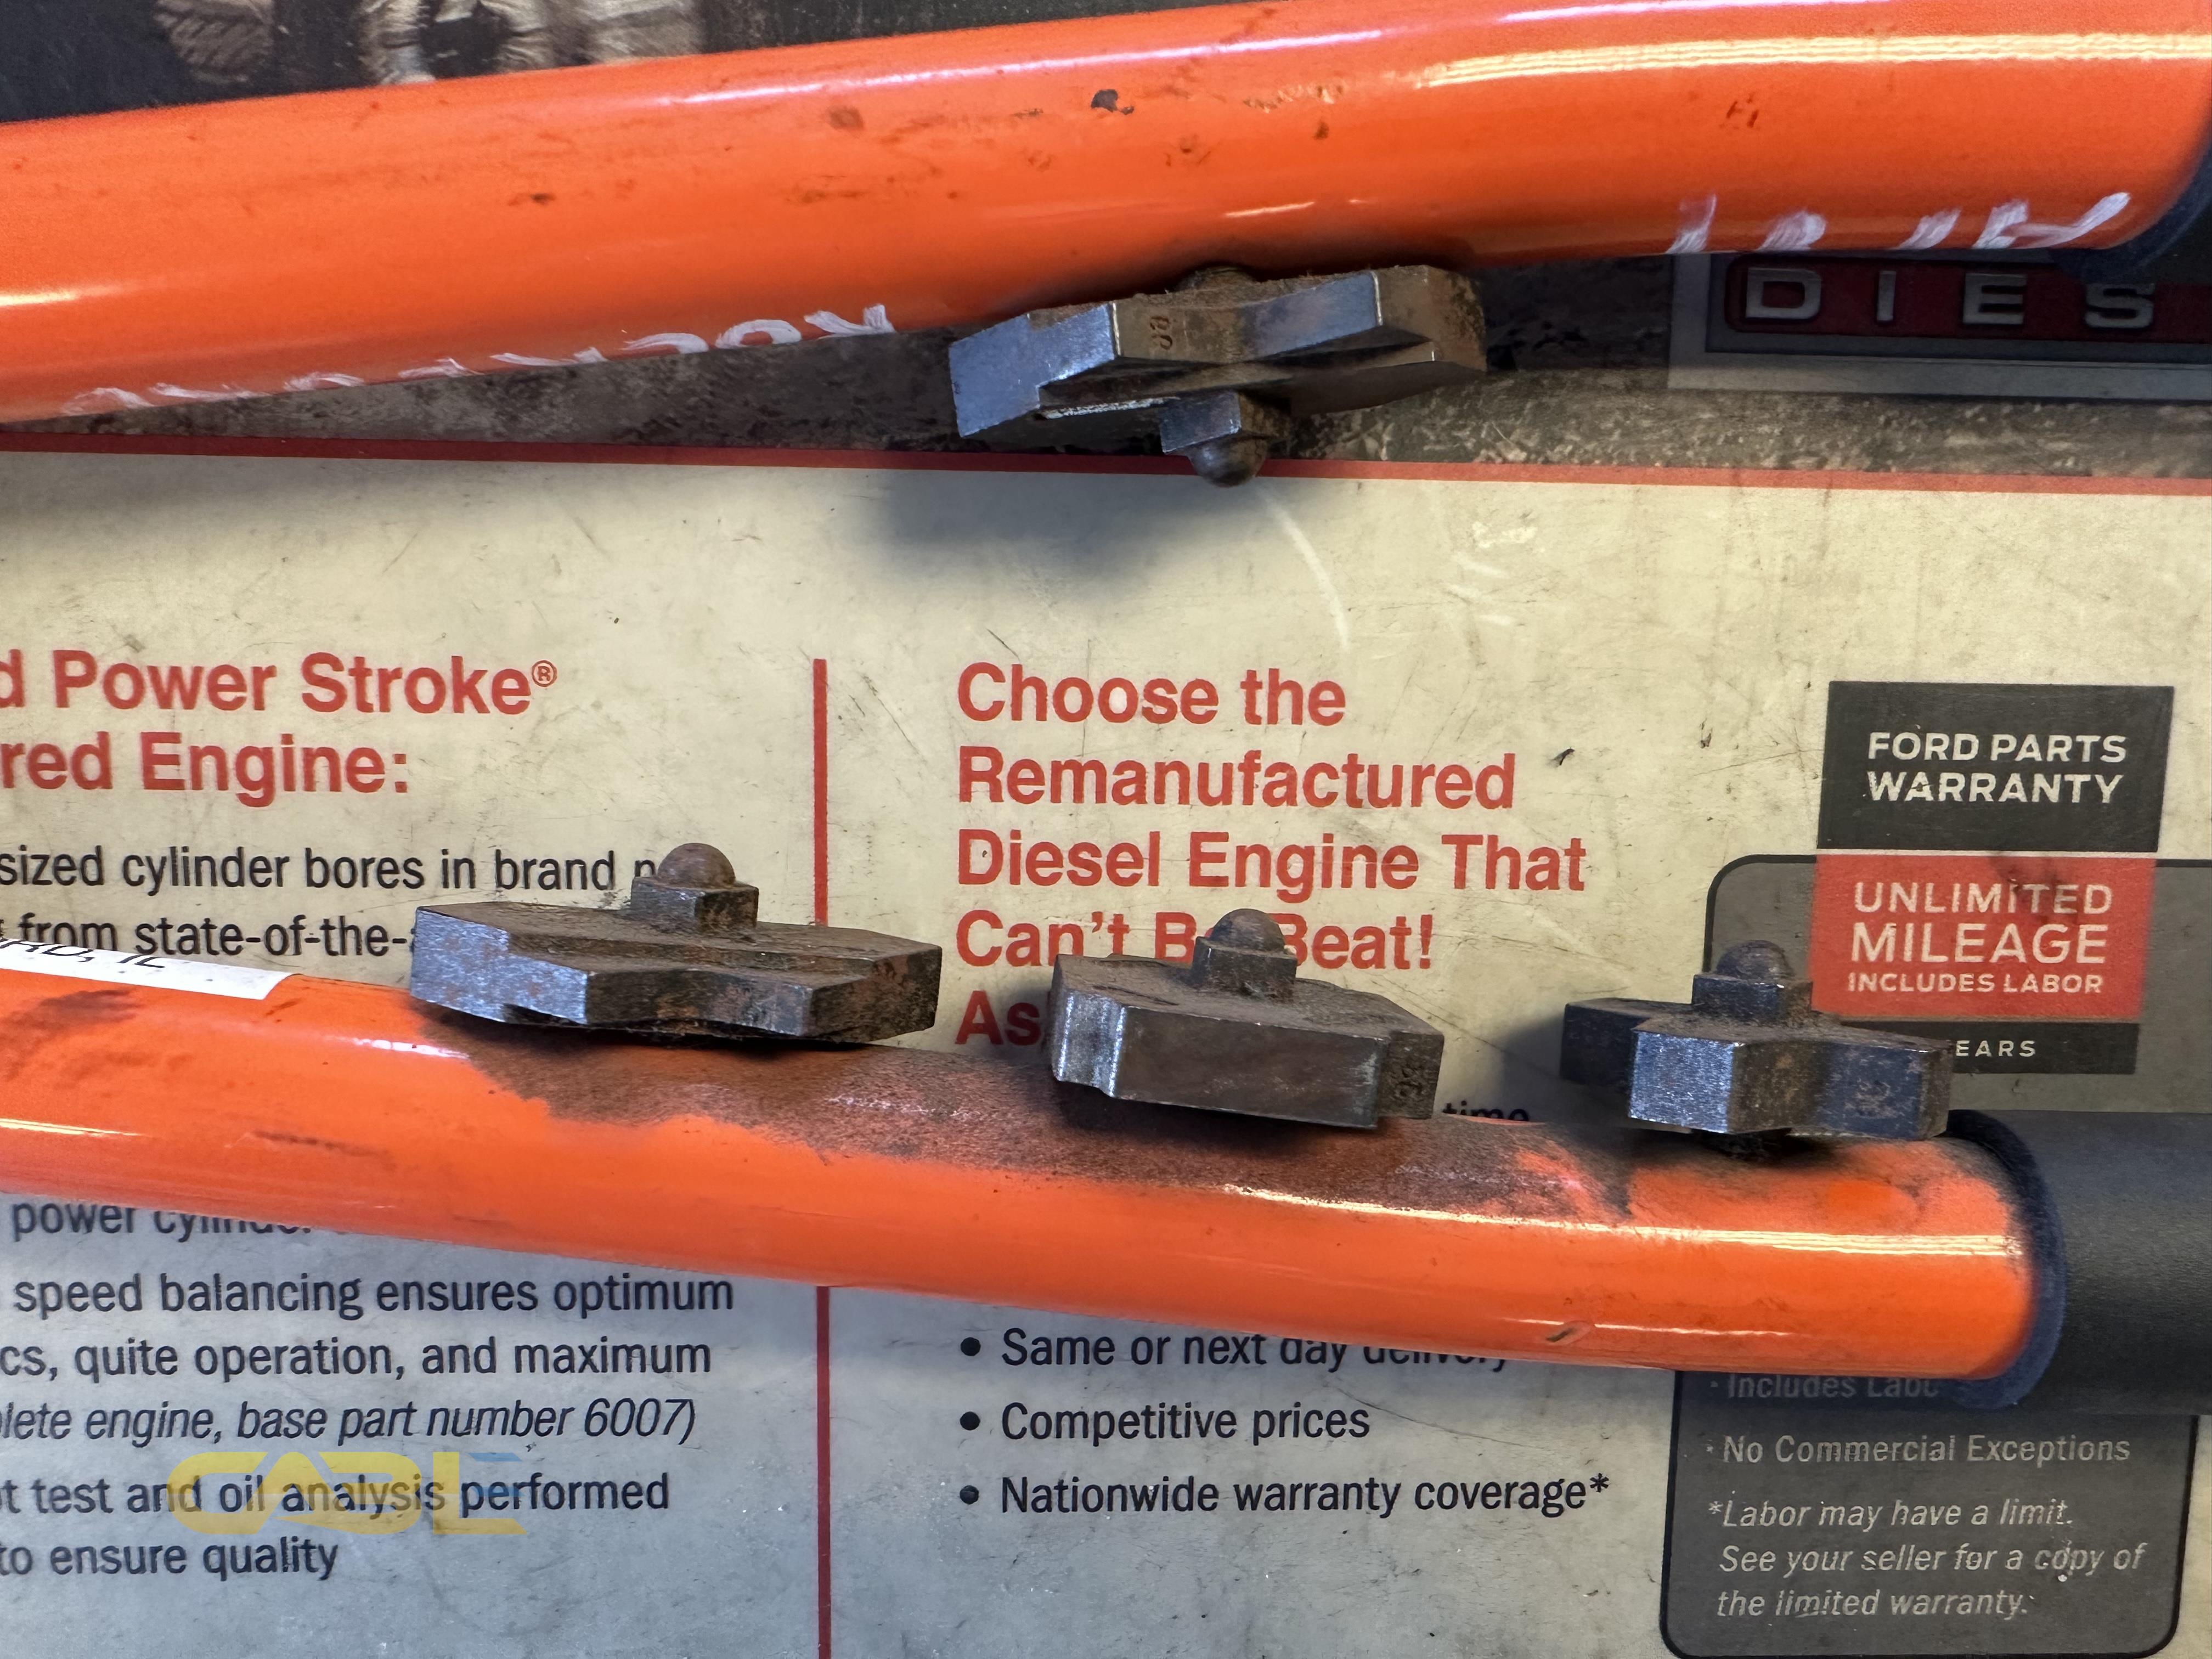 DIES
d Power Stroke®
red Engine:
sized cylinder bores in brand
from state-of-the-
power
speed balancing ensures optimum
cs, quite operation, and maximum
lete engine, base part number 6007)
t test and oil analysis performed
to ensure quality
Choose the
Remanufactured
Diesel Engine That
Can't Be Beat!
As
time
• Same or next day delivery
• Competitive prices
• Nationwide warranty coverage*
FORD PARTS
WARRANTY
UNLIMITED
MILEAGE
INCLUDES LABOR
EARS
· Includes Labo
· No Commercial Exceptions
*Labor may have a limit.
See your seller for a copy of
the limited warranty.